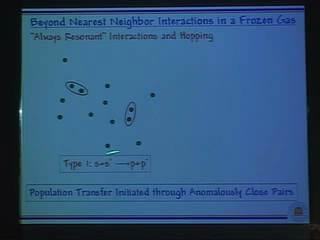 Beyond Nearest Neighbor Interactions in a Frozen Gas
"Always Resonant" Interactions and Hopping
Type I: s+s' → p+p'
Population Transfer Initiated through Anomalously Close Pairs